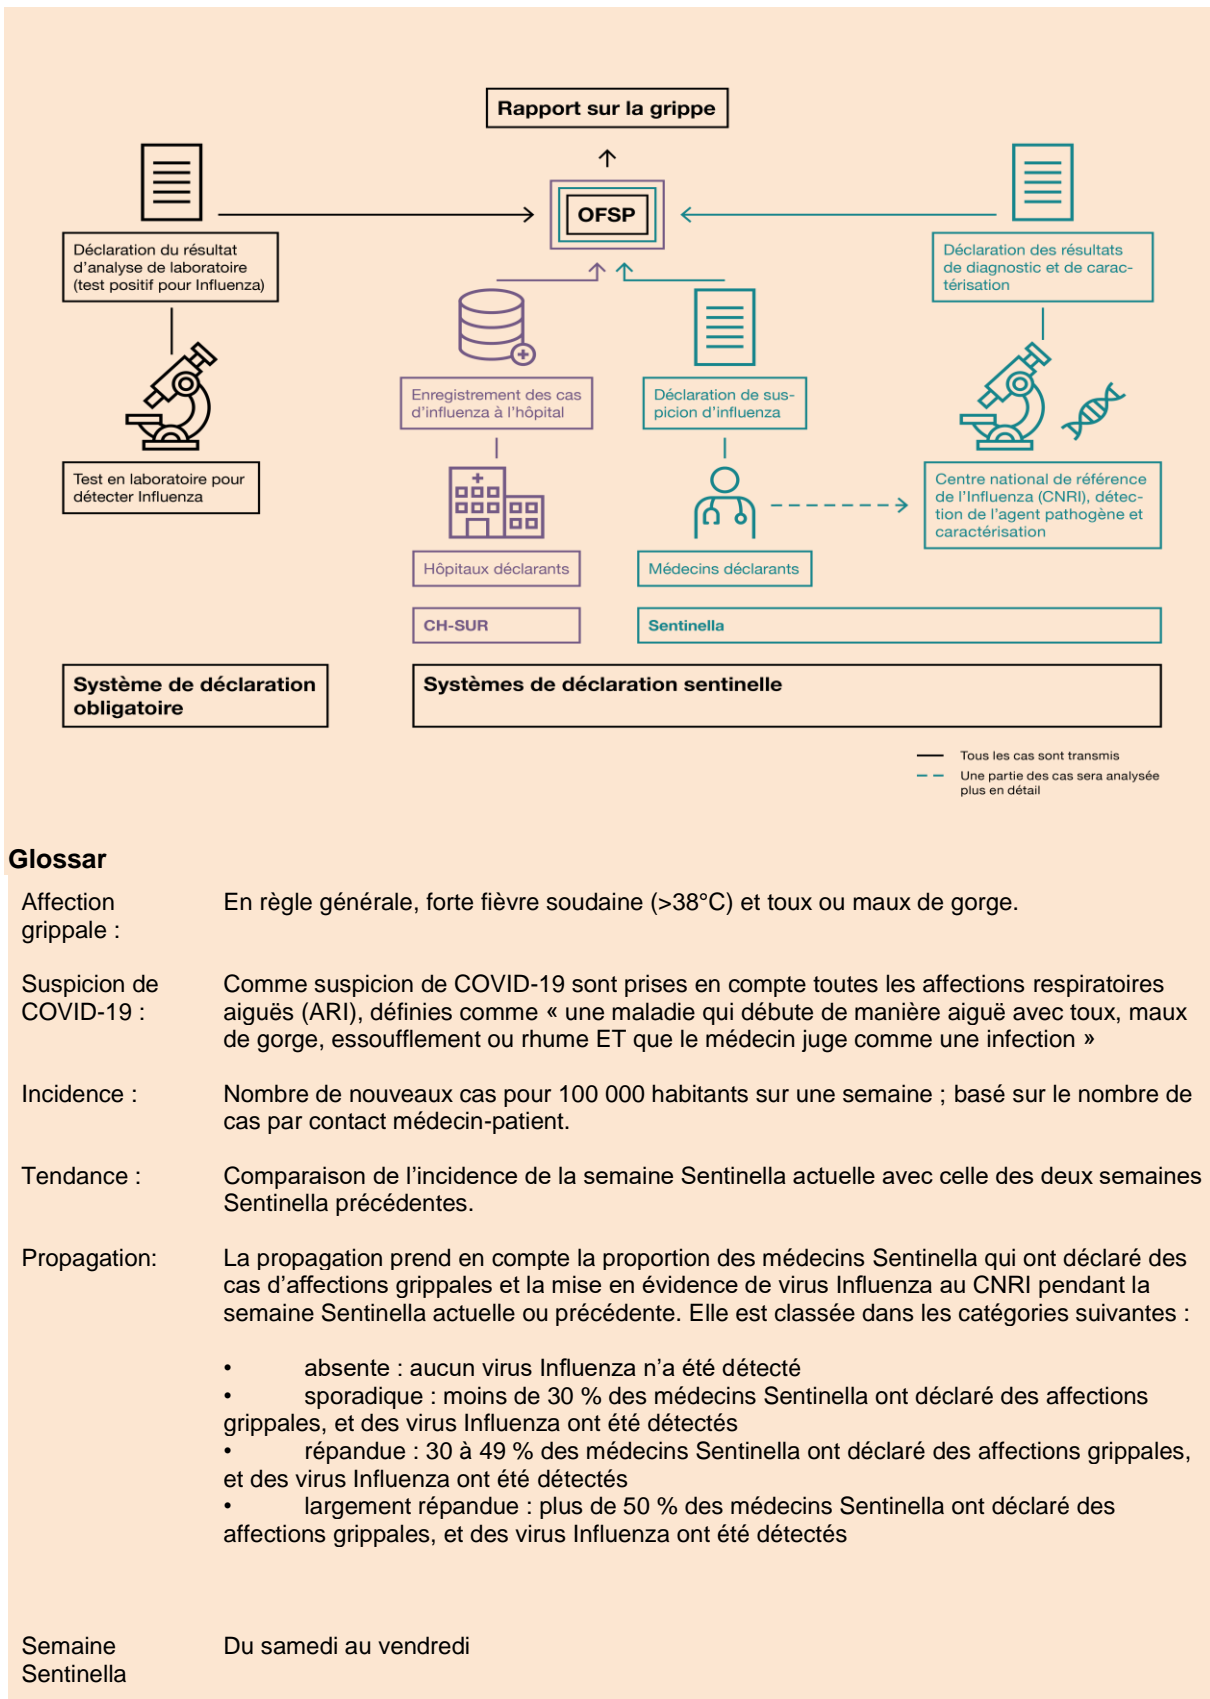 Rapport sur la grippe
OFSP
Déclaration du résultat
d'analyse de laboratoire
(test positif pour Influenza)
Déclaration des résultats
de diagnostic et de carac-
térisation
Enregistrement des cas
d'influenza à l'hôpital
Déclaration de sus-
picion d'influenza
Test en laboratoire pour
détecter Influenza
Centre national de référence
de l'Influenza (CNRI), détec-
tion de l'agent pathogène et
caractérisation
Hôpitaux déclarants
Médecins déclarants
CH-SUR
Sentinella
Système de déclaration
obligatoire
Systèmes de déclaration sentinelle
Tous les cas sont transmis
Une partie des cas sera analysée
plus en détail
Glossar
Affection
grippale :
En règle générale, forte fièvre soudaine (>38°C) et toux ou maux de gorge.
Suspicion de
COVID-19 :
Comme suspicion de COVID-19 sont prises en compte toutes les affections respiratoires
aiguës (ARI), définies comme « une maladie qui débute de manière aiguë avec toux, maux
de gorge, essoufflement ou rhume ET que le médecin juge comme une infection »
Incidence :
Nombre de nouveaux cas pour 100 000 habitants sur une semaine ; basé sur le nombre de
cas par contact médecin-patient.
Tendance :
Comparaison de l'incidence de la semaine Sentinella actuelle avec celle des deux semaines
Sentinella précédentes.
Propagation:
La propagation prend en compte la proportion des médecins Sentinella qui ont déclaré des
cas d'affections grippales et la mise en évidence de virus Influenza au CNRI pendant la
semaine Sentinella actuelle ou précédente. Elle est classée dans les catégories suivantes :
• absente : aucun virus Influenza n'a été détecté
• sporadique : moins de 30 % des médecins Sentinella ont déclaré des affections
grippales, et des virus Influenza ont été détectés
• répandue : 30 à 49 % des médecins Sentinella ont déclaré des affections grippales,
et des virus Influenza ont été détectés
• largement répandue : plus de 50 % des médecins Sentinella ont déclaré des
affections grippales, et des virus Influenza ont été détectés
Semaine
Sentinella
Du samedi au vendredi